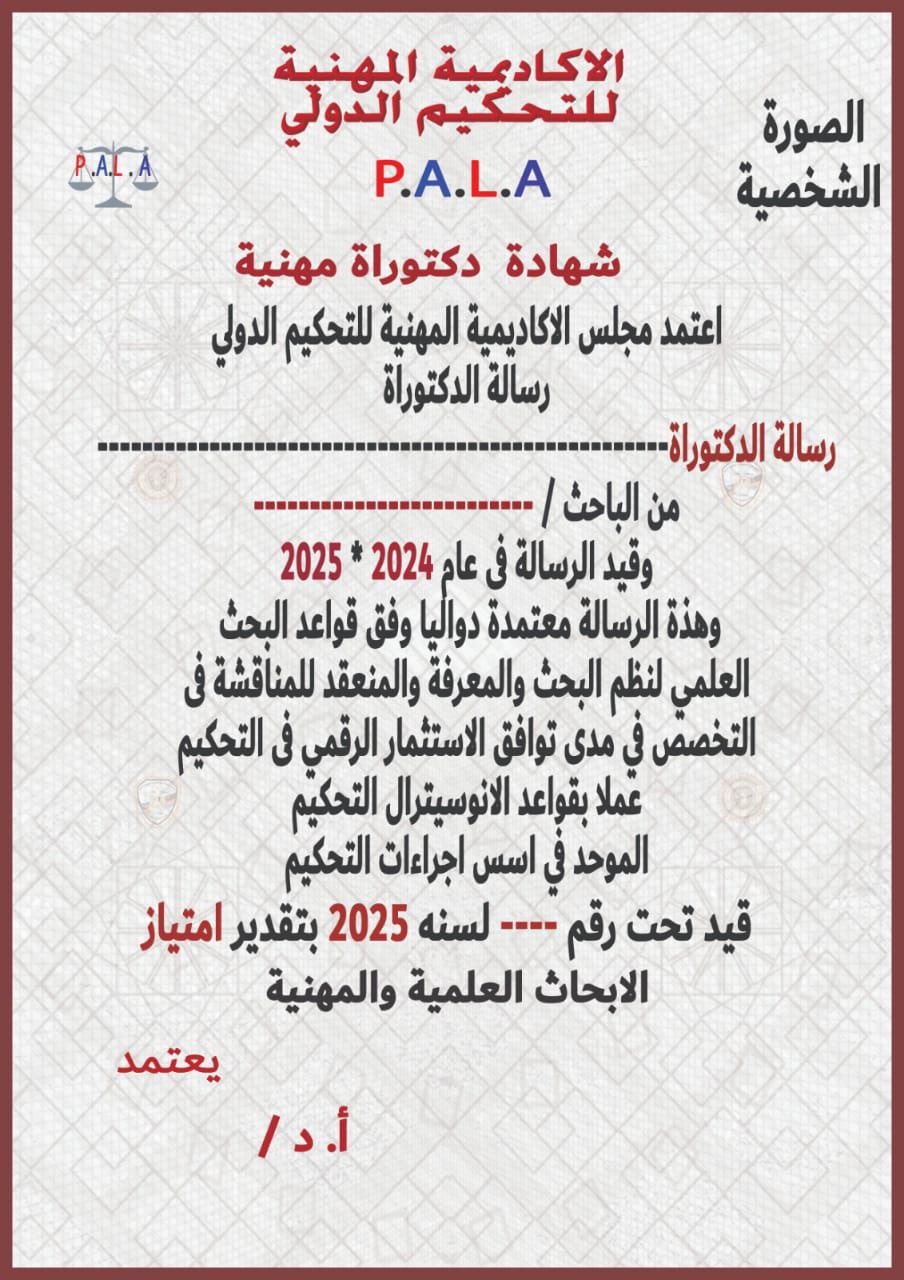 الاكاديمية المهنية
للتحكيم الدولي
P.A.L.A
P.A.L.A
الصورة
الشخصية
شهادة دكتوراة مهنية
اعتمد مجلس الاكاديمية المهنية للتحكيم الدولي
رسالة الدكتوراة
رسالة الدكتوراة---------------------------------------------------
من الباحث / -------------------------
وقيد الرسالة فى عام 2024 * 2025
وهذة الرسالة معتمدة دواليا وفق قواعد البحث
العلمي لنظم البحث والمعرفة والمنعقد للمناقشة فى
التخصص في مدى توافق الاستثمار الرقمي فى التحكيم
عملا بقواعد الانوسيترال التحكيم
الموحد في اسس اجراءات التحكيم
قيد تحت رقم ---- لسنه 2025 بتقدير امتياز
الابحاث العلمية والمهنية
يعتمد
أ. د /